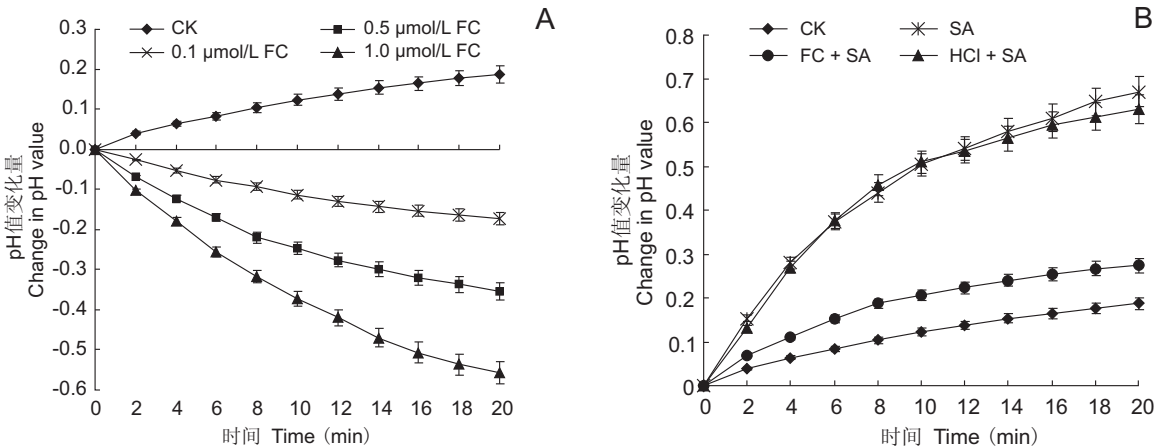 A
CK
0.5 μmol/L FC
0.1 μmol/L FC
1.0 μmol/L FC
0.3
0.2
0.1
0.0
-0.1
-0.2
-0.3
-0.4
-0.5
-0.6
pH值变化量
Change in pH value
0 2 4 6 8 10 12 14 16 18 20
时间 Time (min)
B
CK
SA
FC + SA
HCl + SA
0.8
0.7
0.6
0.5
0.4
0.3
0.2
0.1
0
pH值变化量
Change in pH value
0 2 4 6 8 10 12 14 16 18 20
时间 Time (min)